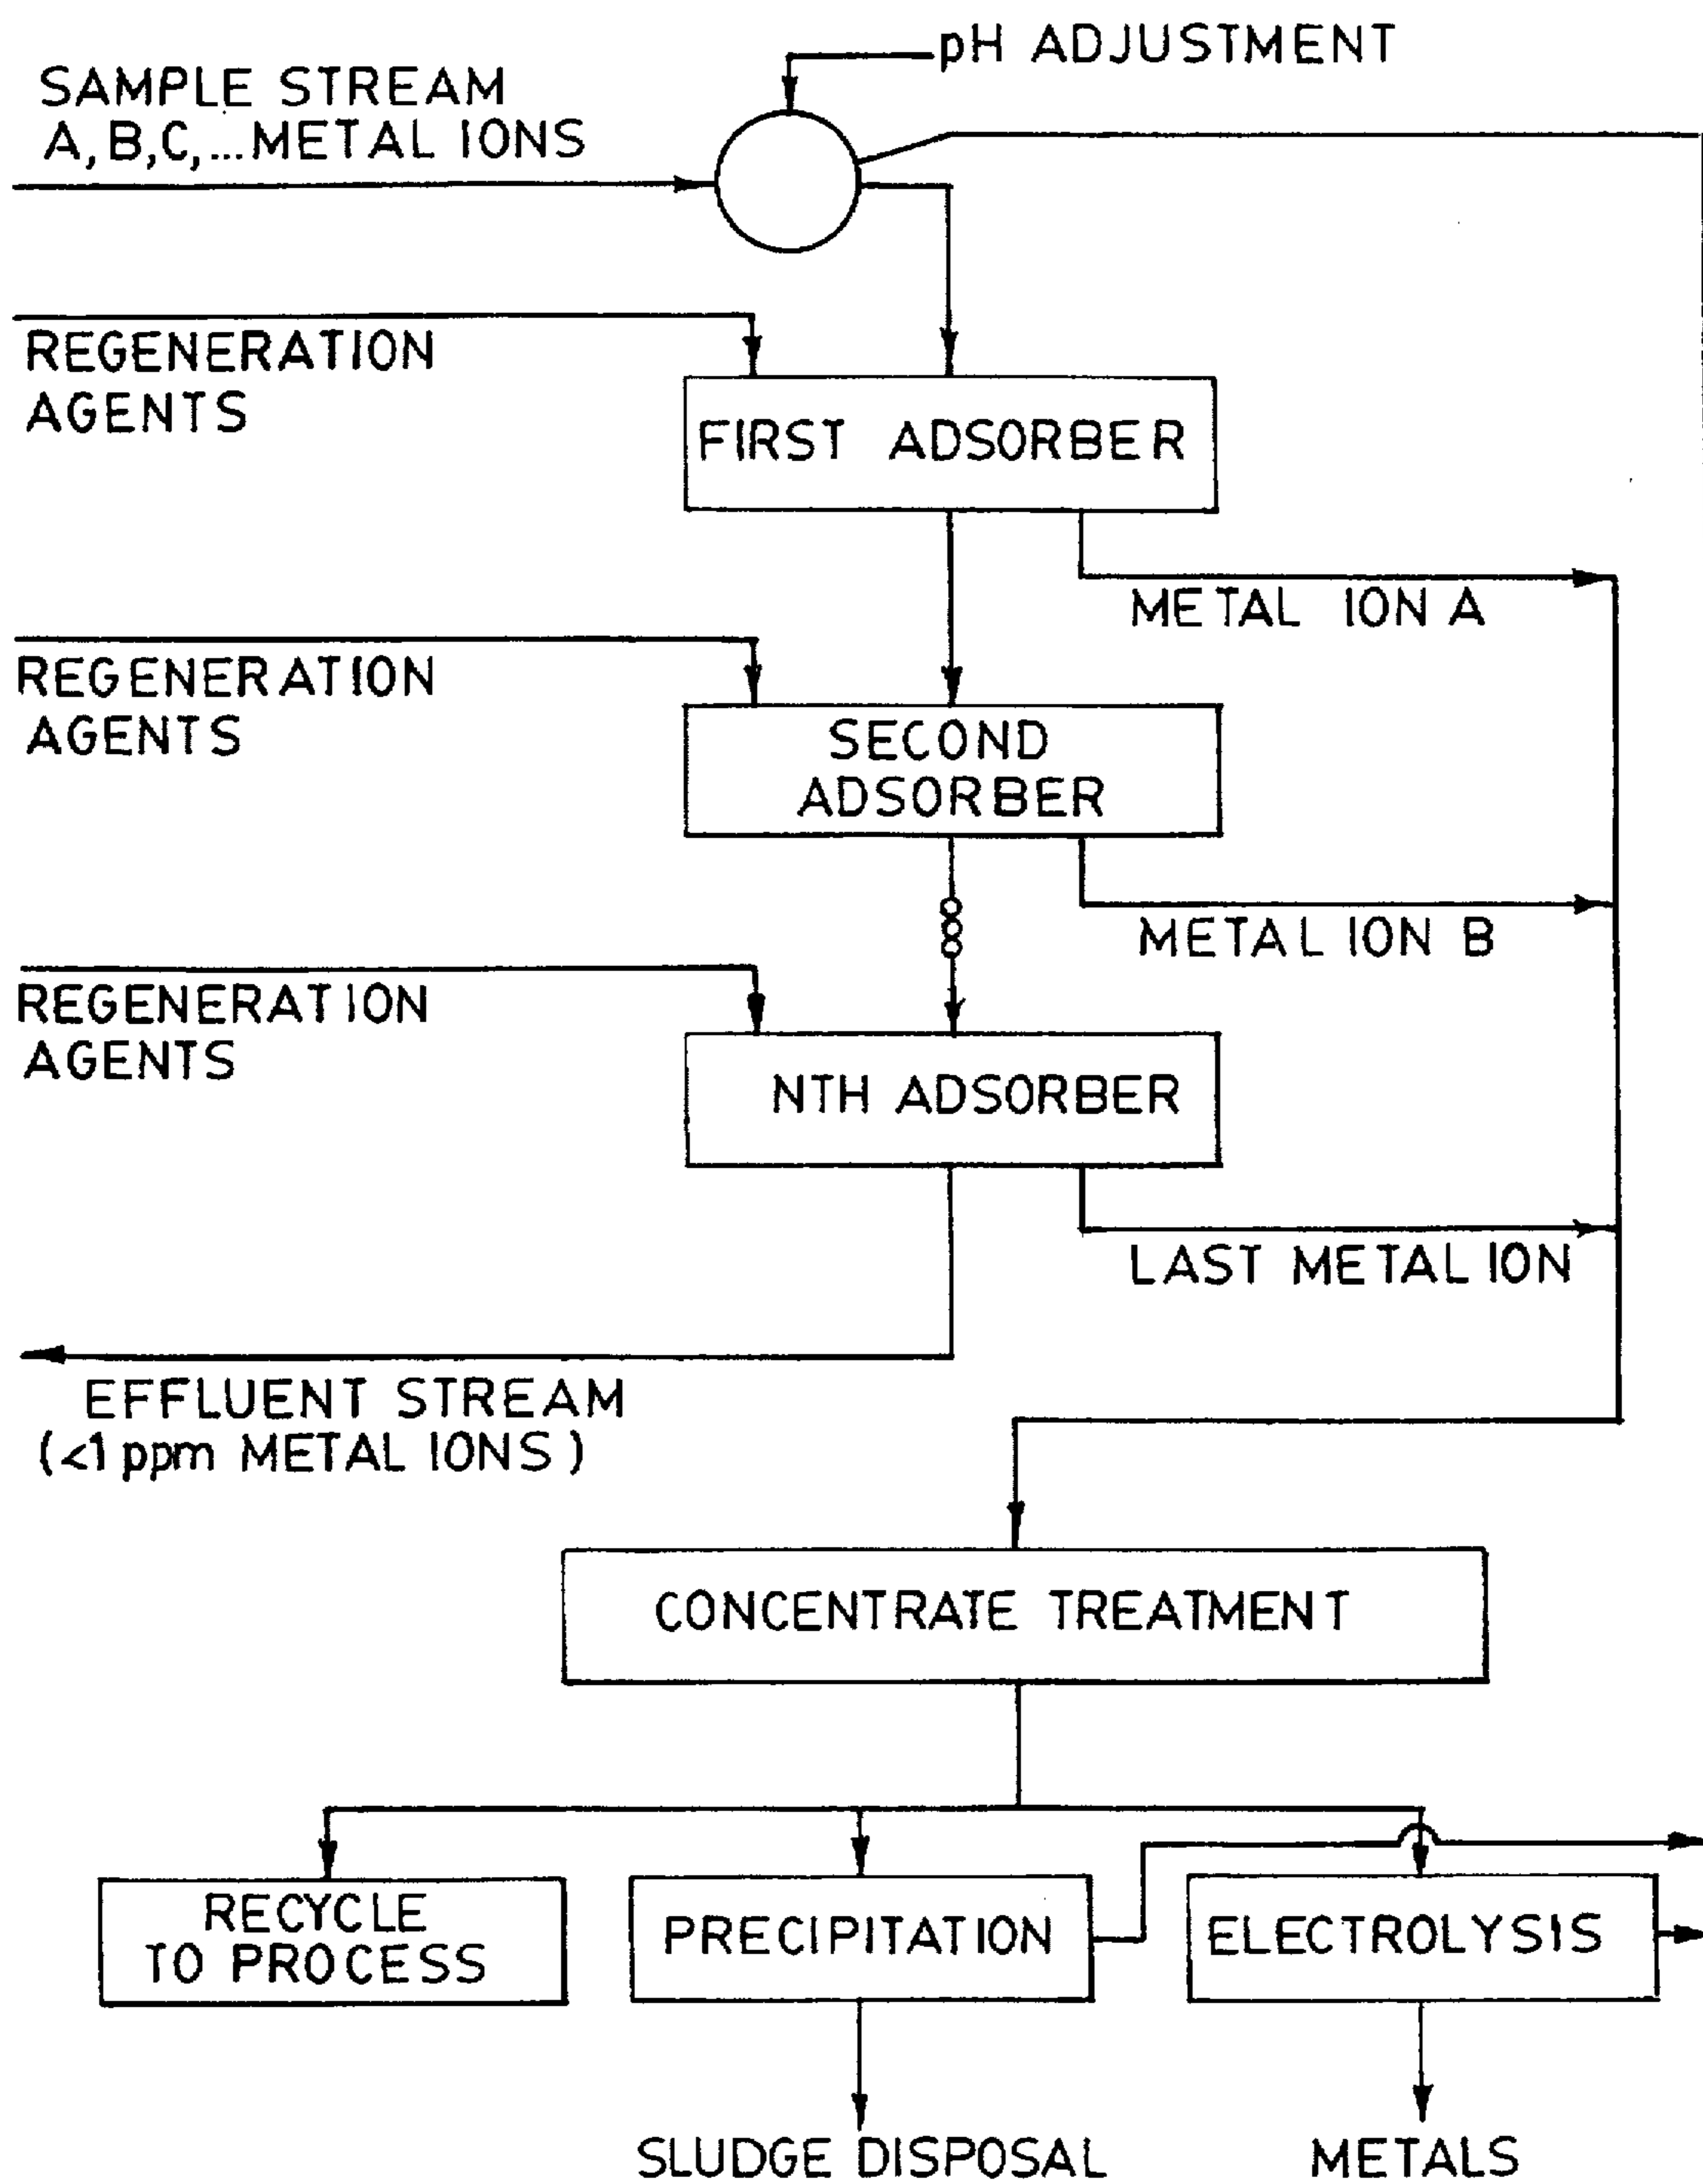 pH ADJUSTMENT
SAMPLE STREAM
A,B,C,...METAL IONS
REGENERATION
AGENTS
FIRST ADSORBER
METAL ION A
REGENERATION
AGENTS
SECOND
ADSORBER
METAL ION B
REGENERATION
AGENTS
NTH ADSORBER
LAST METAL ION
EFFLUENT STREAM
(<1 ppm METAL IONS)
CONCENTRATE TREATMENT
RECYCLE
TO PROCESS
PRECIPITATION
ELECTROLYSIS
SLUDGE DISPOSAL
METALS